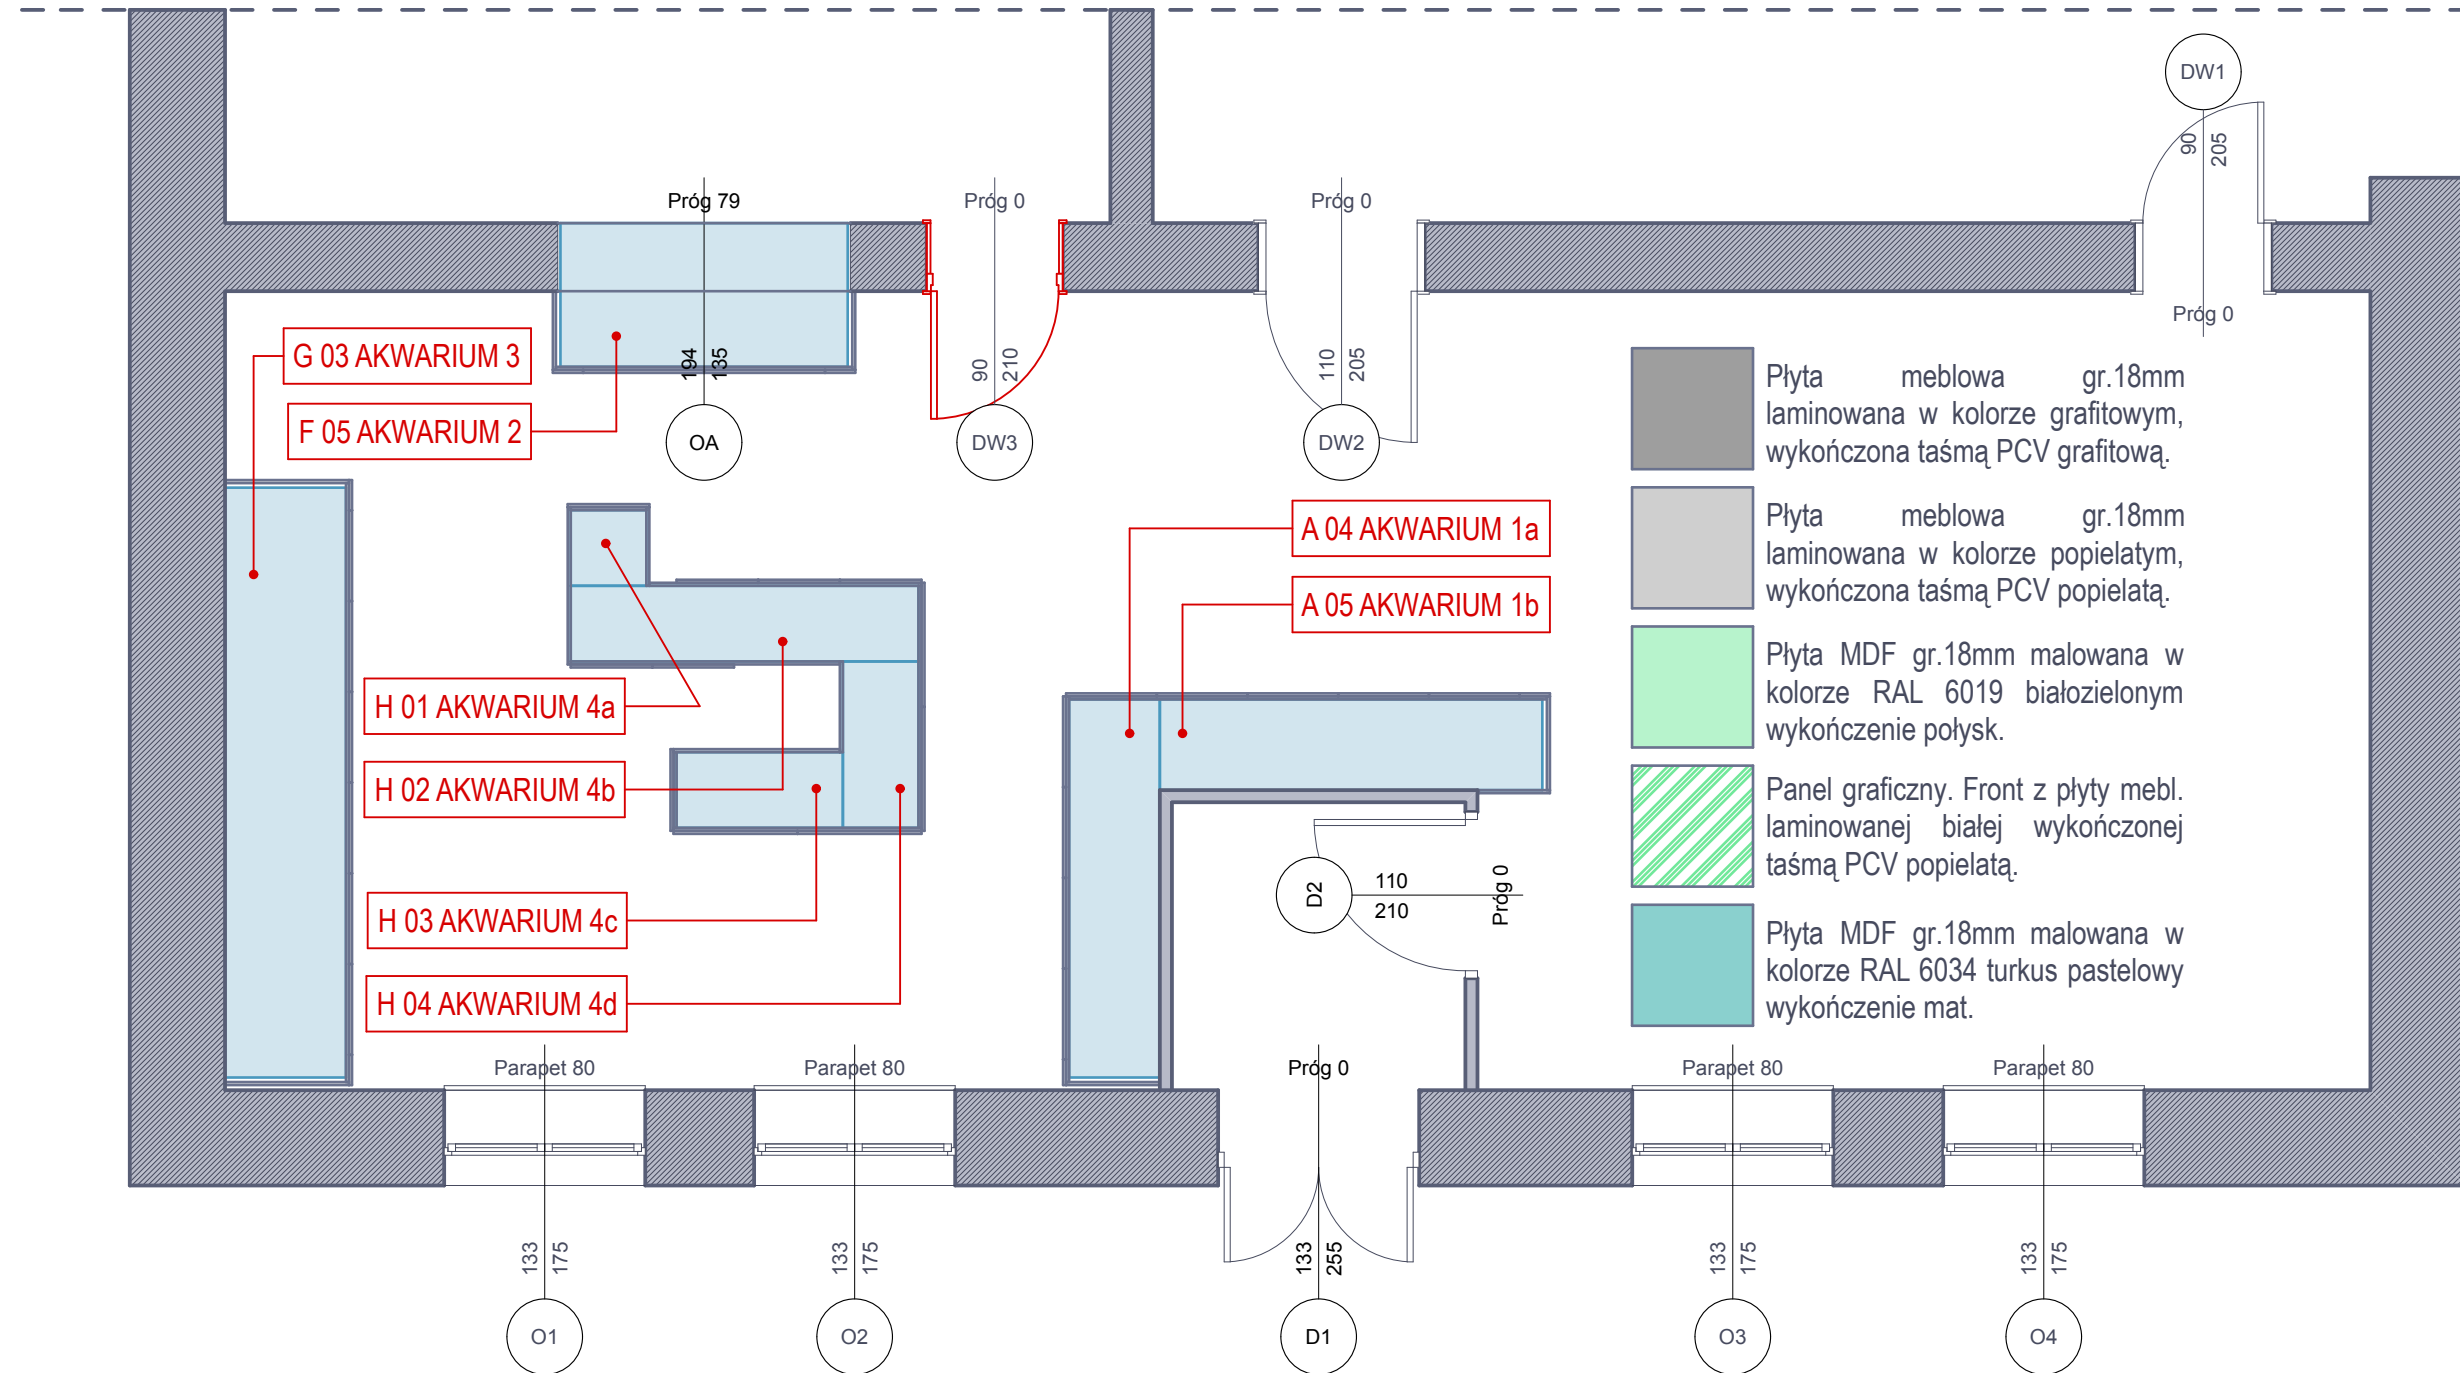 DW1
90
205
Próg 0
Próg 79
194
135
OA
Próg 0
90
210
DW3
Próg 0
110
205
DW2
G 03 AKWARIUM 3
F 05 AKWARIUM 2
A 04 AKWARIUM 1a
A 05 AKWARIUM 1b
H 01 AKWARIUM 4a
H 02 AKWARIUM 4b
H 03 AKWARIUM 4c
H 04 AKWARIUM 4d
Płyta meblowa gr.18mm
laminowana w kolorze grafitowym,
wykończona taśmą PCV grafitową.
Płyta meblowa gr.18mm
laminowana w kolorze popielatym,
wykończona taśmą PCV popielatą.
Płyta MDF gr.18mm malowana w
kolorze RAL 6019 białozielonym
wykończenie połysk.
Panel graficzny. Front z płyty mebl.
laminowanej białej wykończonej
taśmą PCV popielatą.
Płyta MDF gr.18mm malowana w
kolorze RAL 6034 turkus pastelowy
wykończenie mat.
D2
110
210
Próg 0
Parapet 80
Parapet 80
Próg 0
Parapet 80
Parapet 80
133
175
133
175
133
255
133
175
133
175
O1
O2
D1
O3
O4